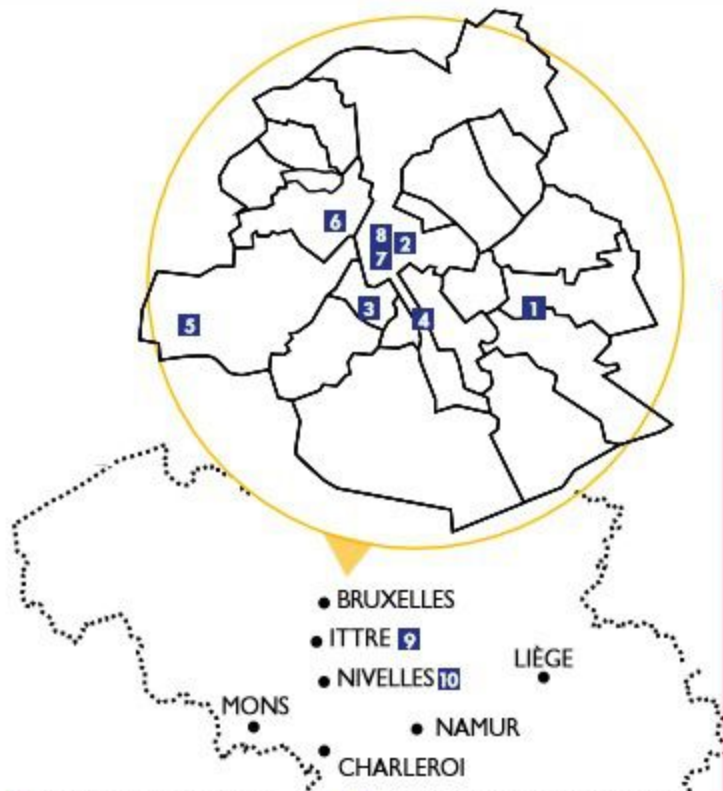 6
8
2
7
5
3
4
1
BRUXELLES
ITTRE 9
NIVELLES 10
LIÈGE
MONS
NAMUR
CHARLEROI